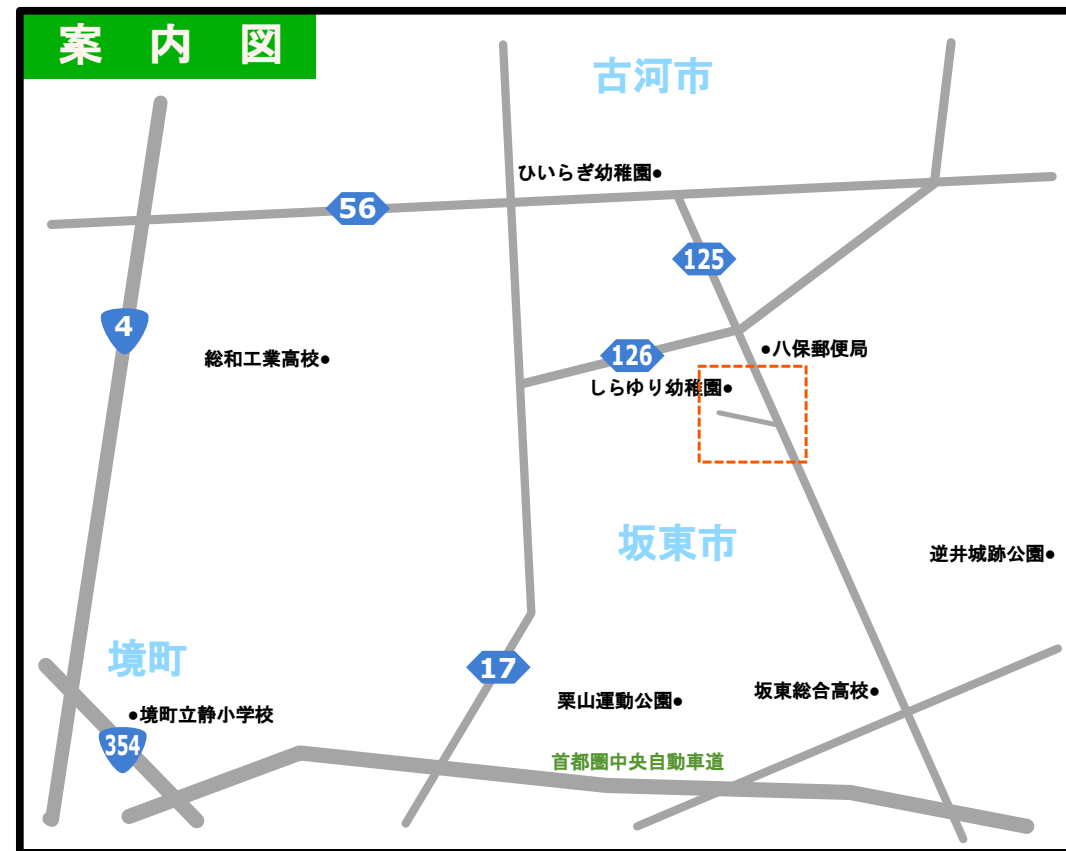 案内図
古河市
ひいらぎ幼稚園●
56
125
4
総和工業高校●
126
●八保郵便局
しらゆり幼稚園●
坂東市
逆井城跡公園●
境町
17
栗山運動公園●
坂東総合高校●
●境町立静小学校
354
首都圏中央自動車道